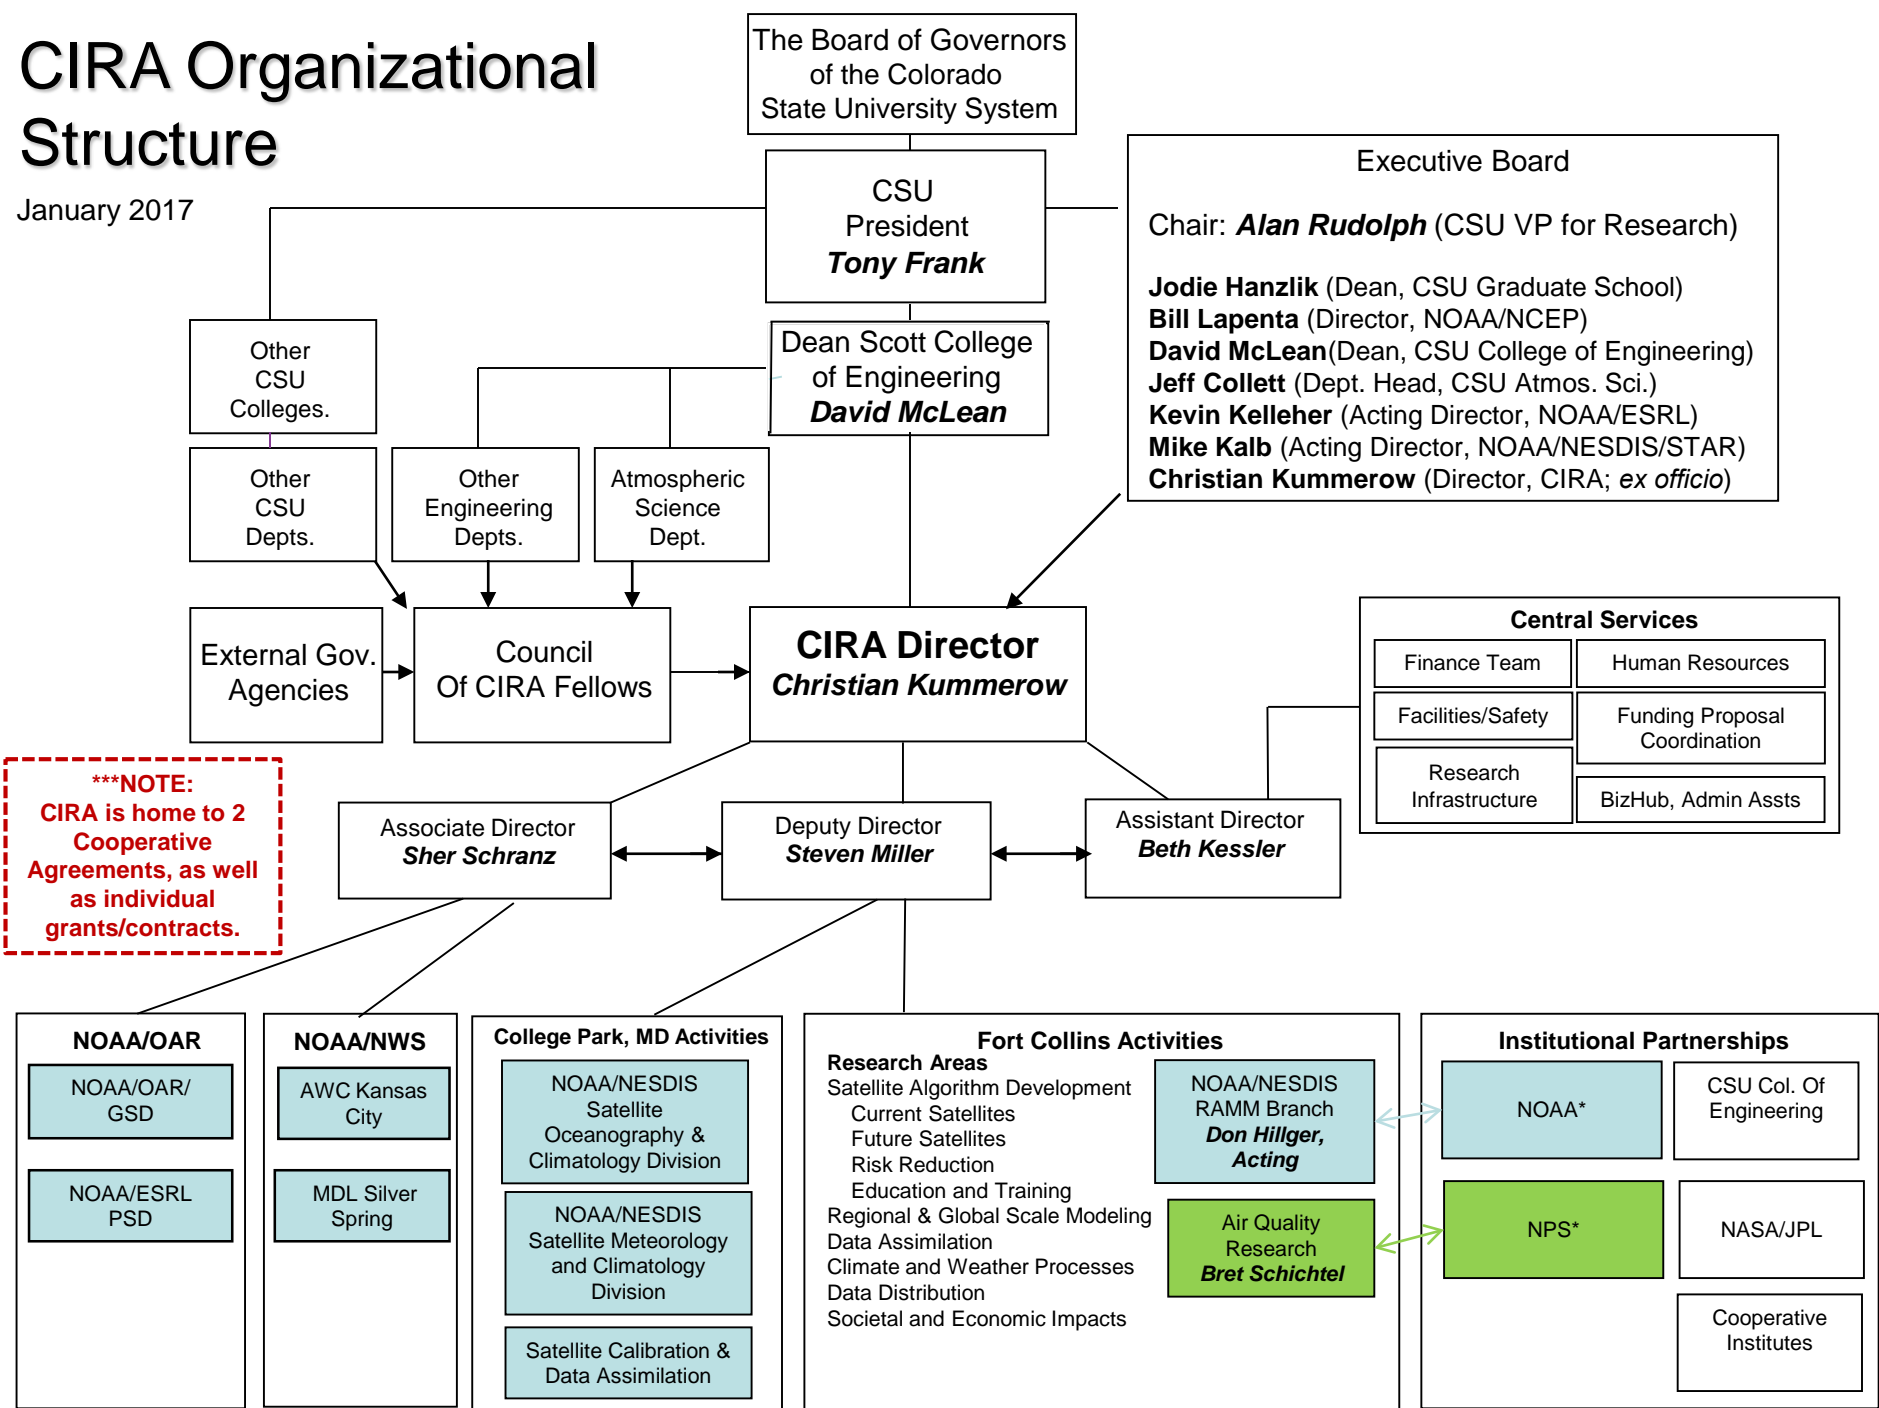 CIRA Organizational
Structure
January 2017
The Board of Governors
of the Colorado
State University System
CSU
President
Tony Frank
Executive Board
Chair: Alan Rudolph (CSU VP for Research)
Jodie Hanzlik (Dean, CSU Graduate School)
Bill Lapenta (Director, NOAA/NCEP)
David McLean(Dean, CSU College of Engineering)
Jeff Collett (Dept. Head, CSU Atmos. Sci.)
Kevin Kelleher (Acting Director, NOAA/ESRL)
Mike Kalb (Acting Director, NOAA/NESDIS/STAR)
Christian Kummerow (Director, CIRA; ex officio)
Other
CSU
Colleges.
Dean Scott College
of Engineering
David McLean
Other
CSU
Depts.
Other
Engineering
Depts.
Atmospheric
Science
Dept.
External Gov.
Agencies
Council
Of CIRA Fellows
CIRA Director
Christian Kummerow
Central Services
Finance Team
Human Resources
Facilities/Safety
Funding Proposal
Coordination
Research
Infrastructure
BizHub, Admin Assts
***NOTE:
CIRA is home to 2
Cooperative
Agreements, as well
as individual
grants/contracts.
Associate Director
Sher Schranz
Deputy Director
Steven Miller
Assistant Director
Beth Kessler
NOAA/OAR
NOAA/OAR/
GSD
NOAA/ESRL
PSD
NOAA/NWS
AWC Kansas
City
MDL Silver
Spring
College Park, MD Activities
NOAA/NESDIS
Satellite
Oceanography &
Climatology Division
NOAA/NESDIS
Satellite Meteorology
and Climatology
Division
Satellite Calibration &
Data Assimilation
Fort Collins Activities
Research Areas
Satellite Algorithm Development
Current Satellites
Future Satellites
Risk Reduction
Education and Training
Regional & Global Scale Modeling
Data Assimilation
Climate and Weather Processes
Data Distribution
Societal and Economic Impacts
NOAA/NESDIS
RAMM Branch
Don Hillger,
Acting
Air Quality
Research
Bret Schichtel
Institutional Partnerships
NOAA*
CSU Col. Of
Engineering
NPS*
NASA/JPL
Cooperative
Institutes